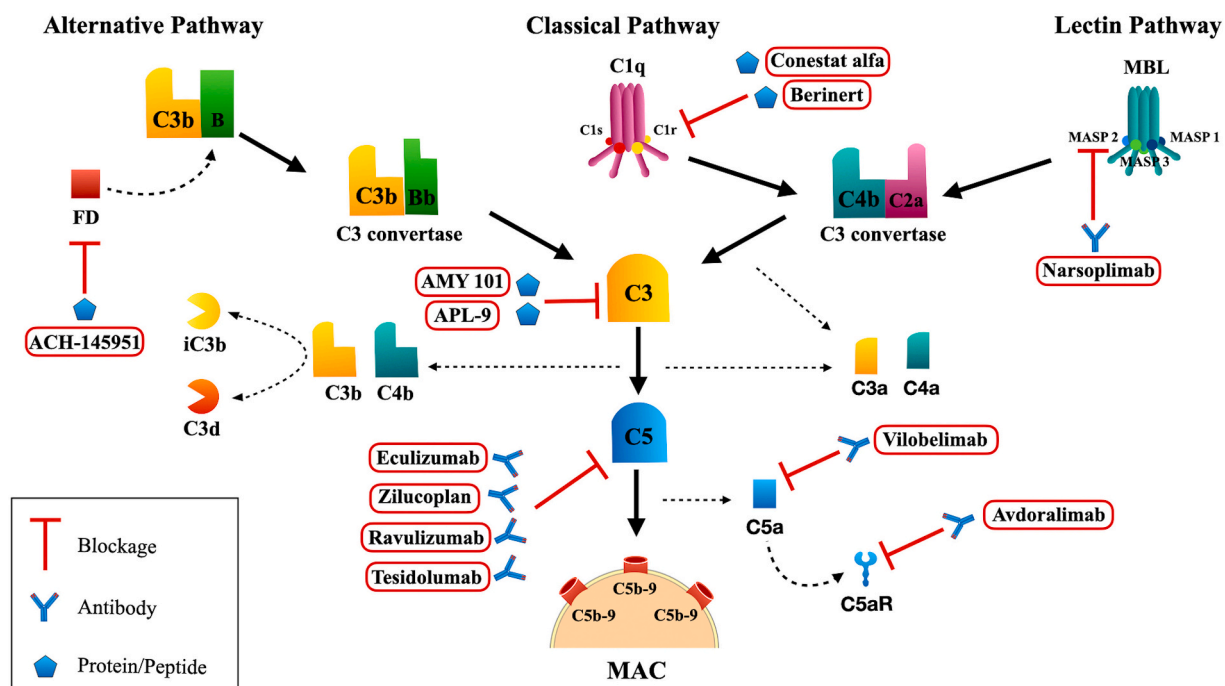 Alternative Pathway
Classical Pathway
Lectin Pathway
C3b
B
C1q
C1s
C1r
Conestat alfa
Berinert
MBL
MASP 2
MASP 1
MASP 3
FD
C3b
Bb
C3 convertase
C4b
C2a
C3 convertase
Narsoplimab
ACH-145951
AMY 101
APL-9
C3
iC3b
C3d
C3b
C4b
C3a
C4a
C5
Eculizumab
Zilucoplan
Ravulizumab
Tesidolumab
Vilobelimab
C5a
Avdoralimab
C5aR
C5b-9
C5b-9
C5b-9
MAC
Blockage
Antibody
Protein/Peptide